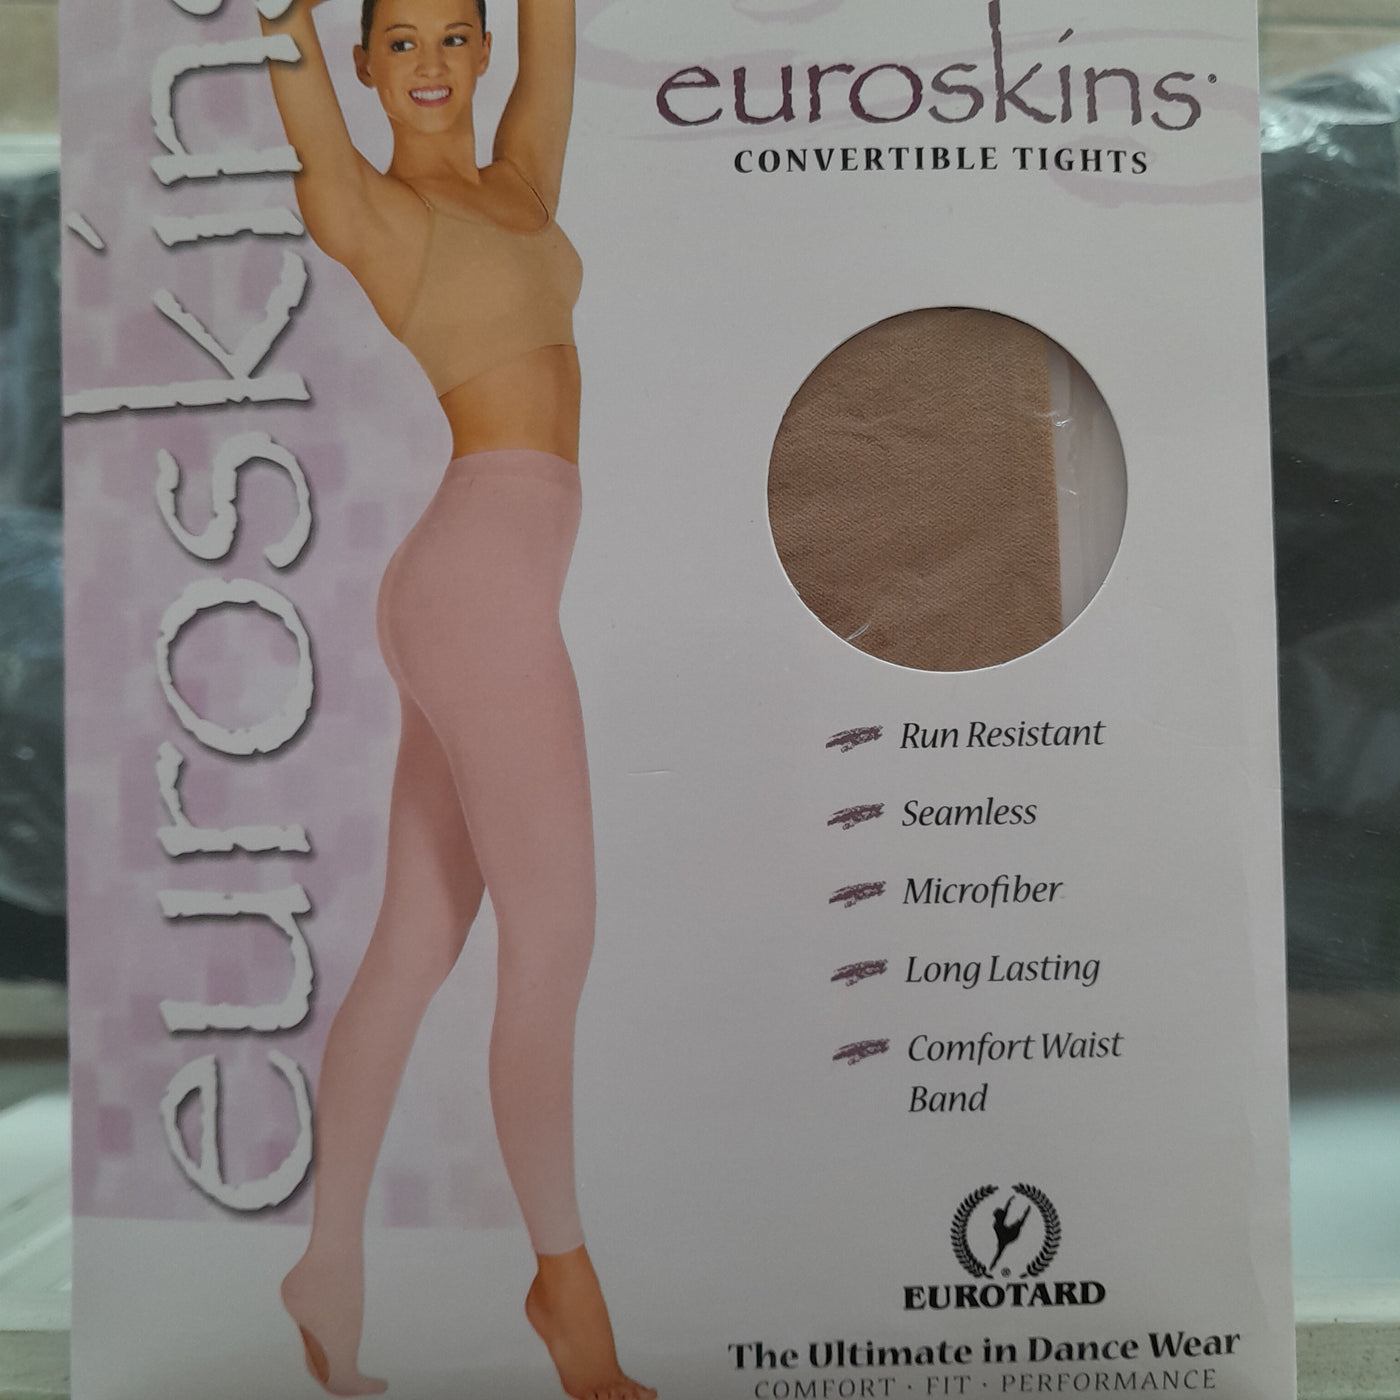 euroskins
euroskins®
CONVERTIBLE TIGHTS
Run Resistant
Seamless
Microfiber
Long Lasting
Comfort Waist
Band
®
EUROTARD
The Ultimate in Dance Wear
COMFORT · FIT · PERFORMANCE